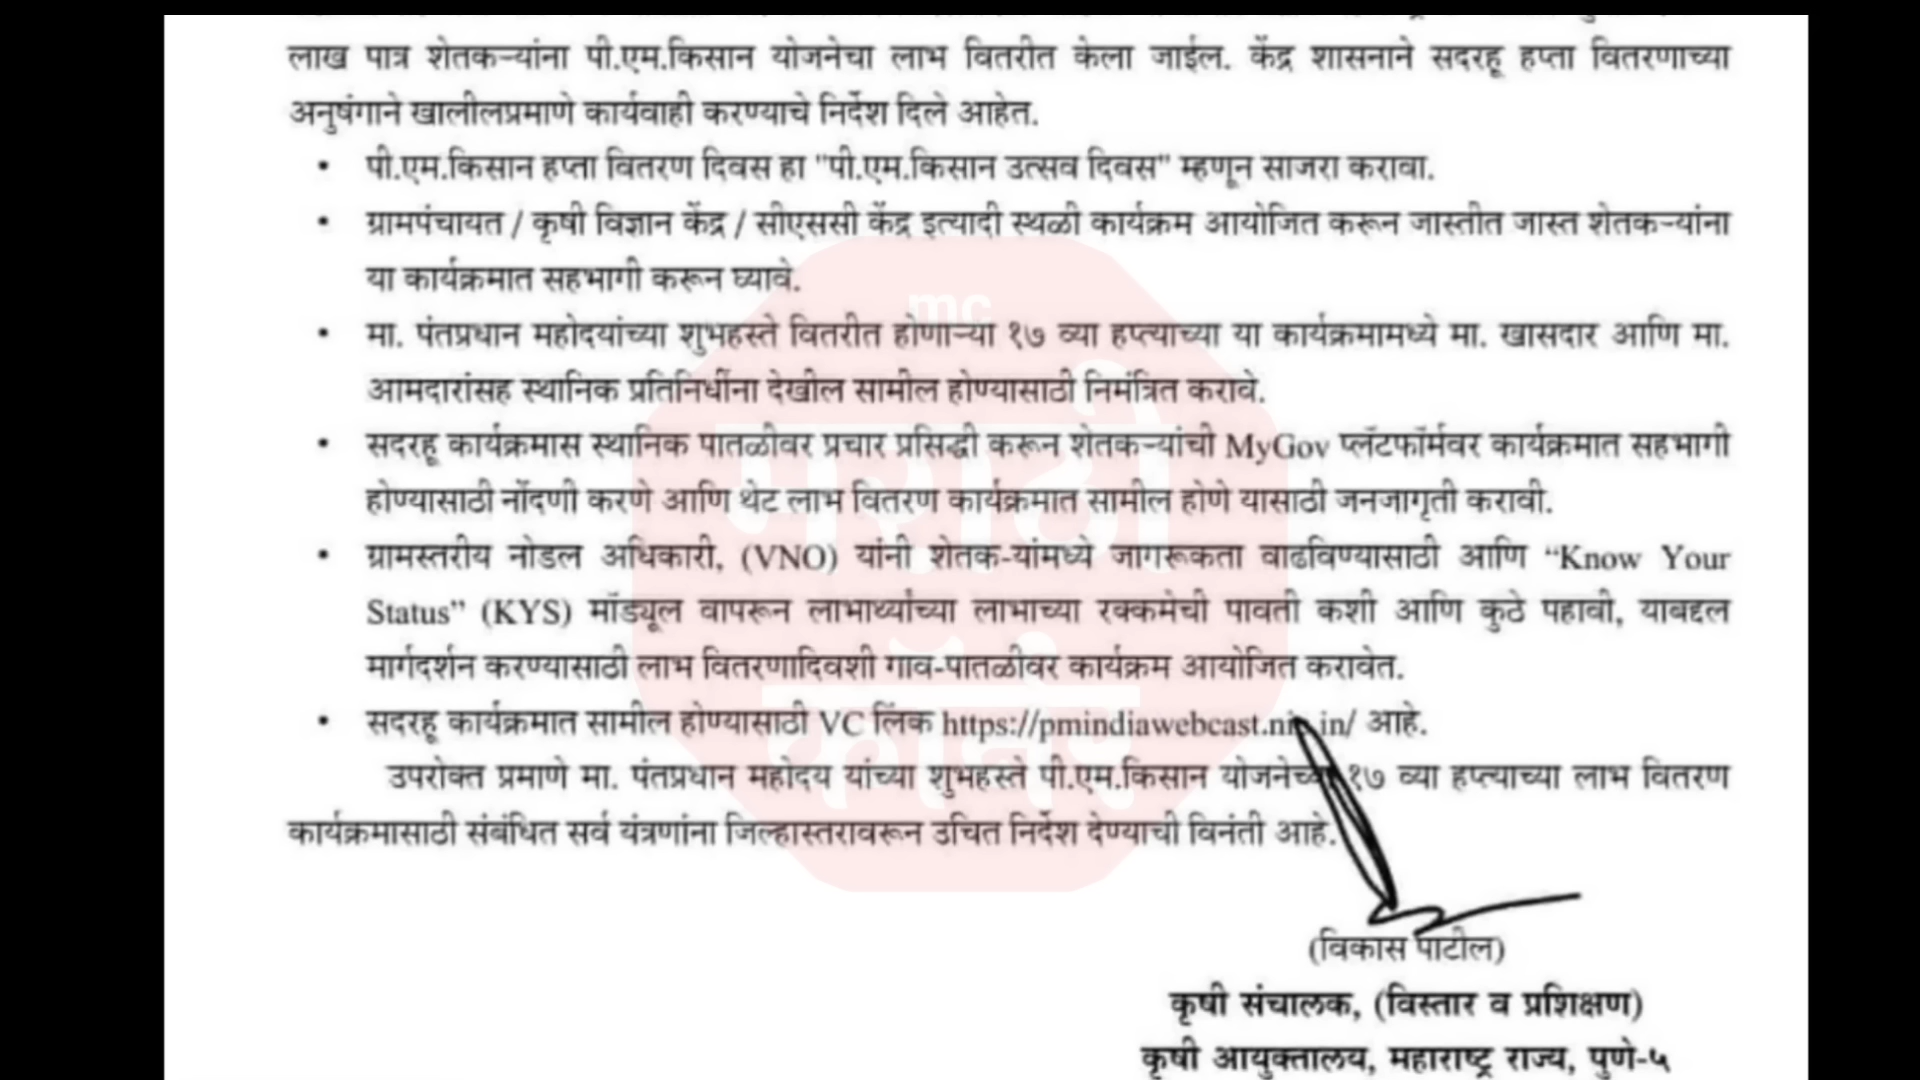 लाख पात्र शेतकऱ्यांना पी.एम.किसान योजनेचा लाभ वितरीत केला जाईल. केंद्र शासनाने सदरहू हप्ता वितरणाच्या
अनुषंगाने खालीलप्रमाणे कार्यवाही करण्याचे निर्देश दिले आहेत.
• पी.एम.किसान हप्ता वितरण दिवस हा "पी.एम.किसान उत्सव दिवस" म्हणून साजरा करावा.
• ग्रामपंचायत / कृषी विज्ञान केंद्र / सीएससी केंद्र इत्यादी स्थळी कार्यक्रम आयोजित करून जास्तीत जास्त शेतकऱ्यांना
या कार्यक्रमात सहभागी करून घ्यावे.
• मा. पंतप्रधान महोदयांच्या शुभहस्ते वितरीत होणाऱ्या १७ व्या हप्त्याच्या या कार्यक्रमामध्ये मा. खासदार आणि मा.
आमदारांसह स्थानिक प्रतिनिधींना देखील सामील होण्यासाठी निमंत्रित करावे.
• सदरहू कार्यक्रमास स्थानिक पातळीवर प्रचार प्रसिद्धी करून शेतकऱ्यांची MyGov प्लॅटफॉर्मवर कार्यक्रमात सहभागी
होण्यासाठी नोंदणी करणे आणि थेट लाभ वितरण कार्यक्रमात सामील होणे यासाठी जनजागृती करावी.
• ग्रामस्तरीय नोडल अधिकारी, (VNO) यांनी शेतक-यांमध्ये जागरूकता वाढविण्यासाठी आणि “Know Your
Status” (KYS) मॉड्यूल वापरून लाभार्थ्यांच्या लाभाच्या रक्कमेची पावती कशी आणि कुठे पहावी, याबद्दल
मार्गदर्शन करण्यासाठी लाभ वितरणादिवशी गाव-पातळीवर कार्यक्रम आयोजित करावेत.
• सदरहू कार्यक्रमात सामील होण्यासाठी VC लिंक https://pmindiawebcast.nic.in/ आहे.
उपरोक्त प्रमाणे मा. पंतप्रधान महोदय यांच्या शुभहस्ते पी.एम.किसान योजनेच्या १७ व्या हप्त्याच्या लाभ वितरण
कार्यक्रमासाठी संबंधित सर्व यंत्रणांना जिल्हास्तरावरून उचित निर्देश देण्याची विनंती आहे.
(विकास पाटील)
कृषी संचालक, (विस्तार व प्रशिक्षण)
कृषी आयुक्तालय, महाराष्ट्र राज्य, पुणे-५
mc
मराठी
कॉर्नर